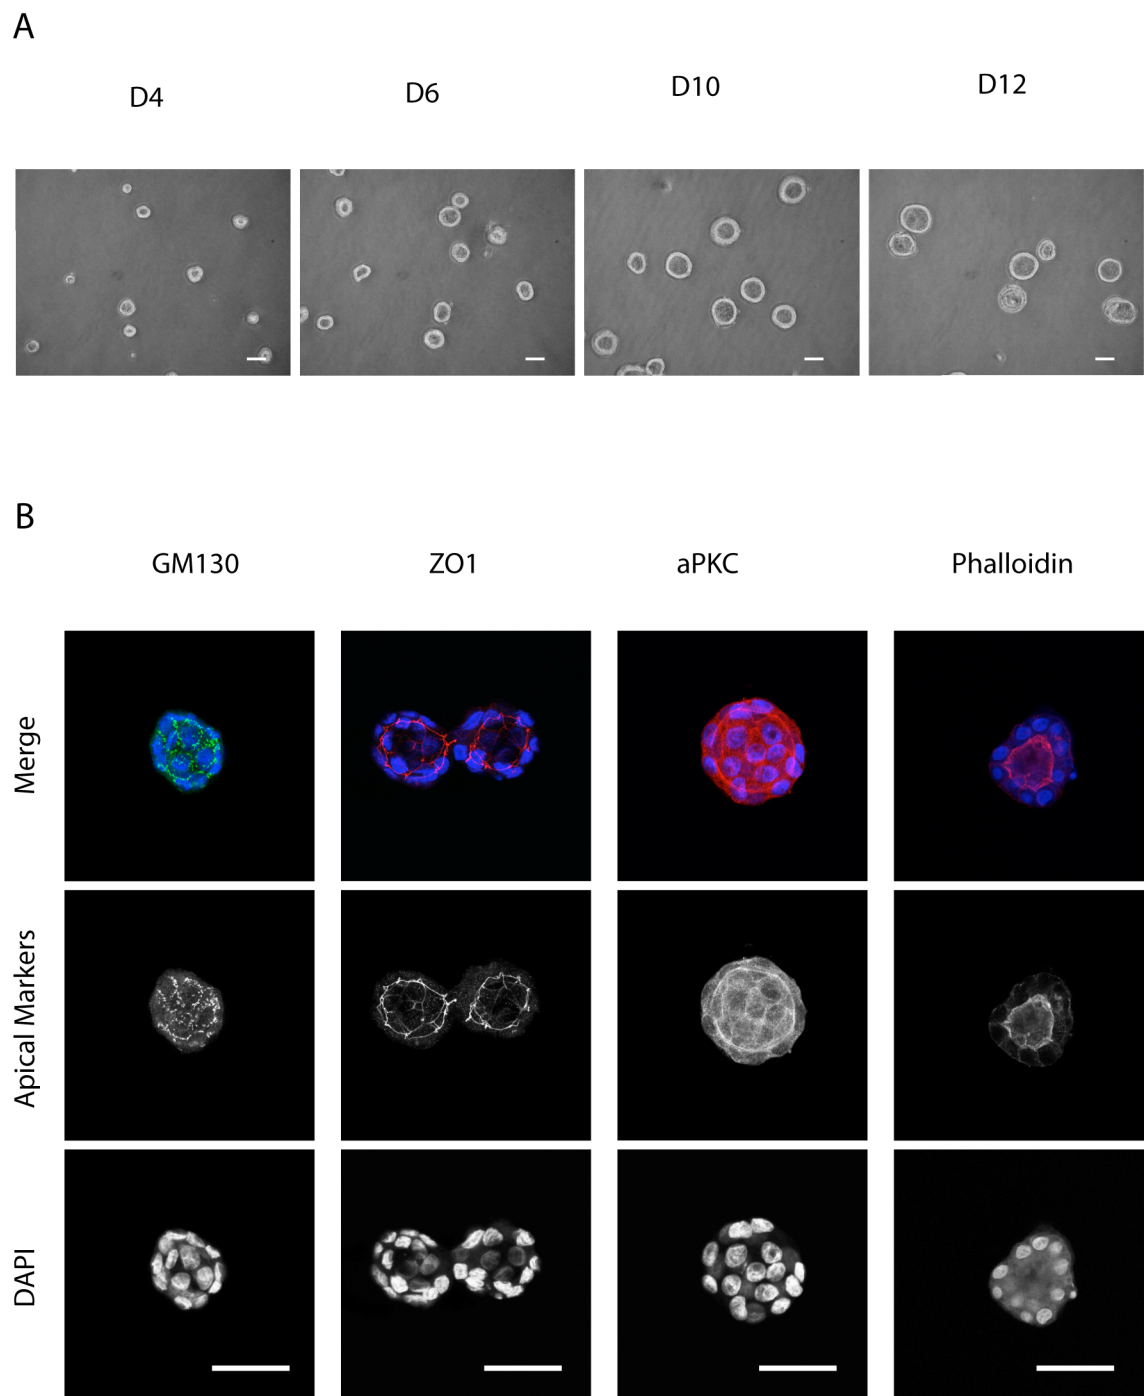 A
D4
D6
D10
D12
B
GM130
ZO1
aPKC
Phalloidin
Merge
Apical Markers
DAPI